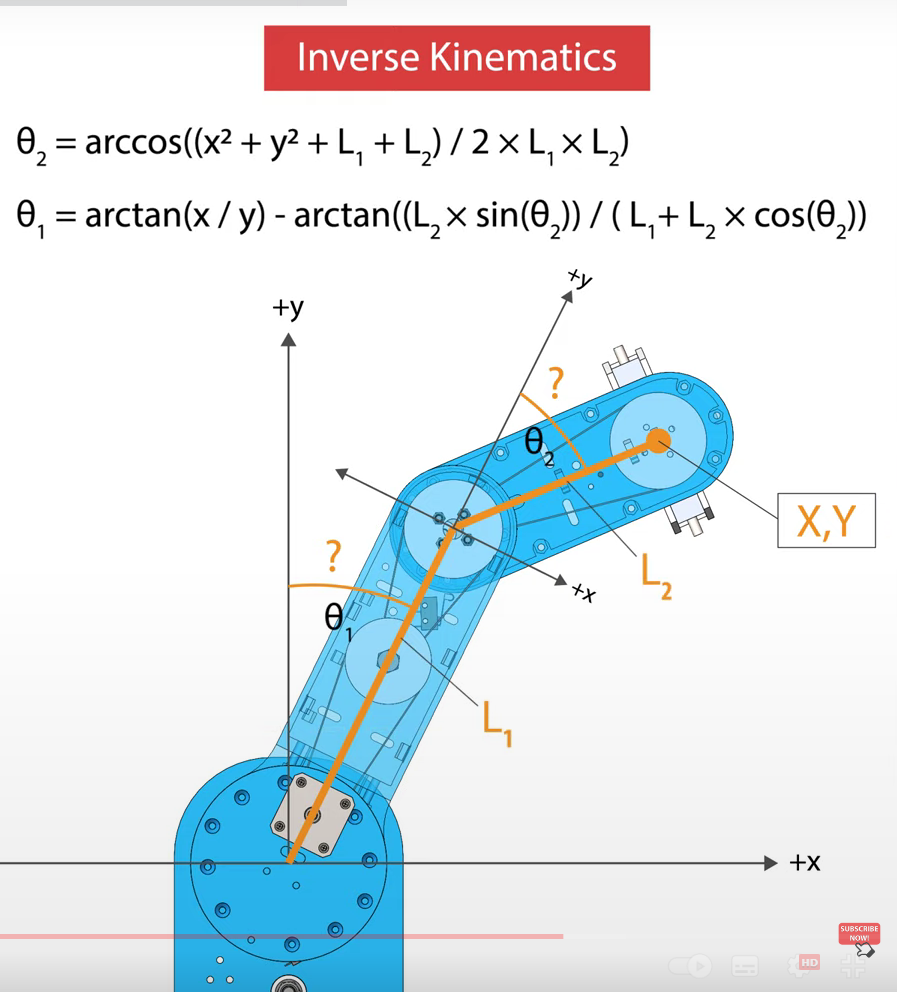 Inverse Kinematics
θ₂ = arccos((x² + y² + L₁ + L₂) / 2 × L₁ × L₂)
θ₁ = arctan(x / y) - arctan((L₂ × sin(θ₂)) / ( L₁+ L₂ × cos(θ₂))
+y
+y
?
θ₂
X,Y
?
L₂
+x
θ₁
L₁
+x
SUBSCRIBE
NOW!
HD